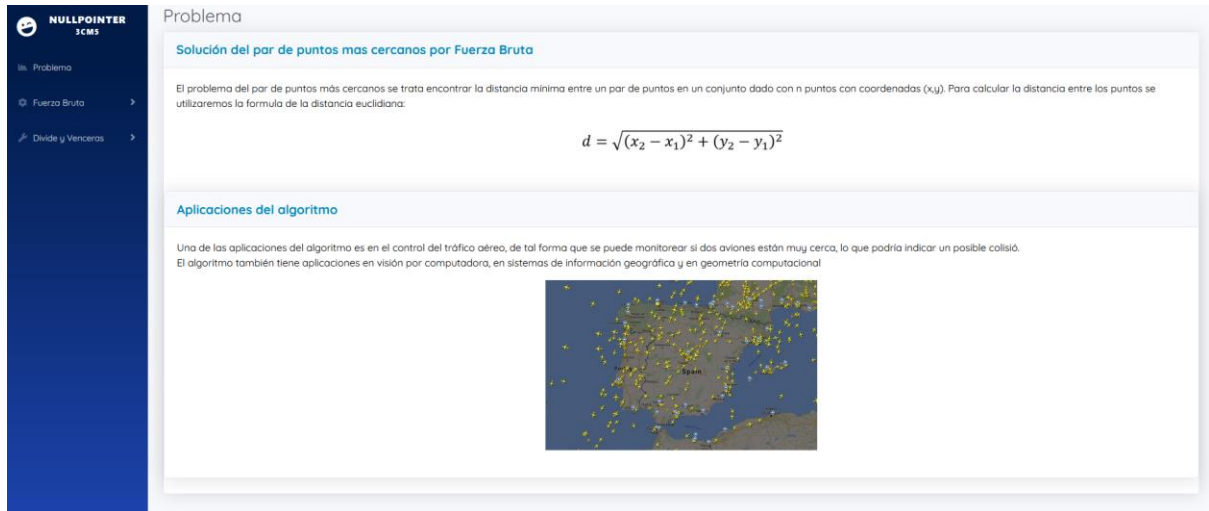 NULLPOINTER
3CM5
Problema
Fuerza Bruta
Divide y Venceras
Problema
Solución del par de puntos mas cercanos por Fuerza Bruta
El problema del par de puntos más cercanos se trata encontrar la distancia mínima entre un par de puntos en un conjunto dado con n puntos con coordenadas (x,y). Para calcular la distancia entre los puntos se
utilizaremos la formula de la distancia euclidiana:
d = √(x₂ − x₁)² + (y₂ − y₁)²
Aplicaciones del algoritmo
Una de las aplicaciones del algoritmo es en el control del tráfico aéreo, de tal forma que se puede monitorear si dos aviones están muy cerca, lo que podría indicar un posible colisió.
El algoritmo también tiene aplicaciones en visión por computadora, en sistemas de información geográfica y en geometría computacional
Spain